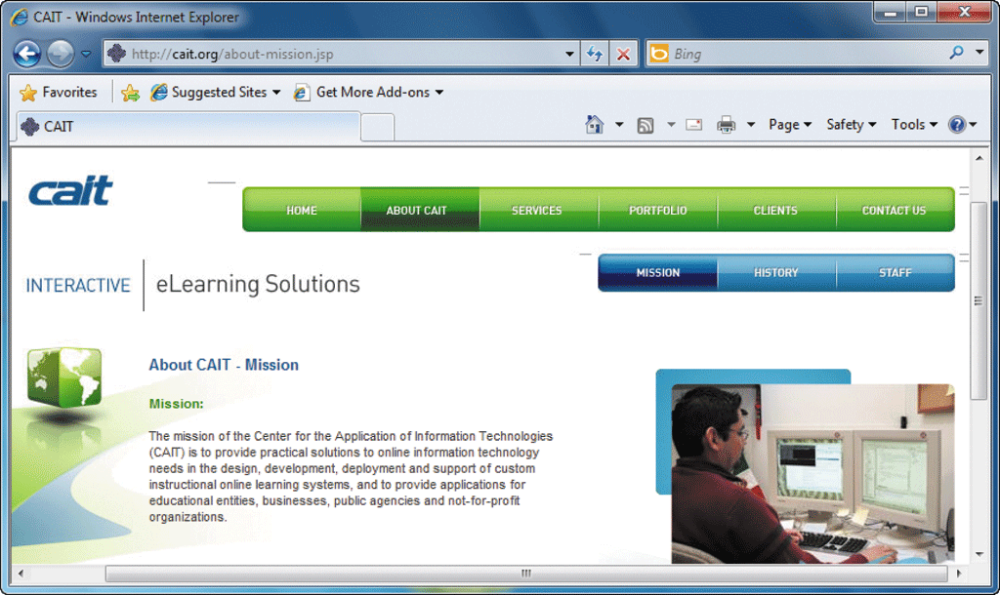 CAIT - Windows Internet Explorer
http://cait.org/about-mission.jsp
Bing
Favorites
Suggested Sites
Get More Add-ons
CAIT
Page
Safety
Tools
cait
HOME
ABOUT CAIT
SERVICES
PORTFOLIO
CLIENTS
CONTACT US
MISSION
HISTORY
STAFF
INTERACTIVE
eLearning Solutions
About CAIT - Mission
Mission:
The mission of the Center for the Application of Information Technologies
(CAIT) is to provide practical solutions to online information technology
needs in the design, development, deployment and support of custom
instructional online learning systems, and to provide applications for
educational entities, businesses, public agencies and not-for-profit
organizations.